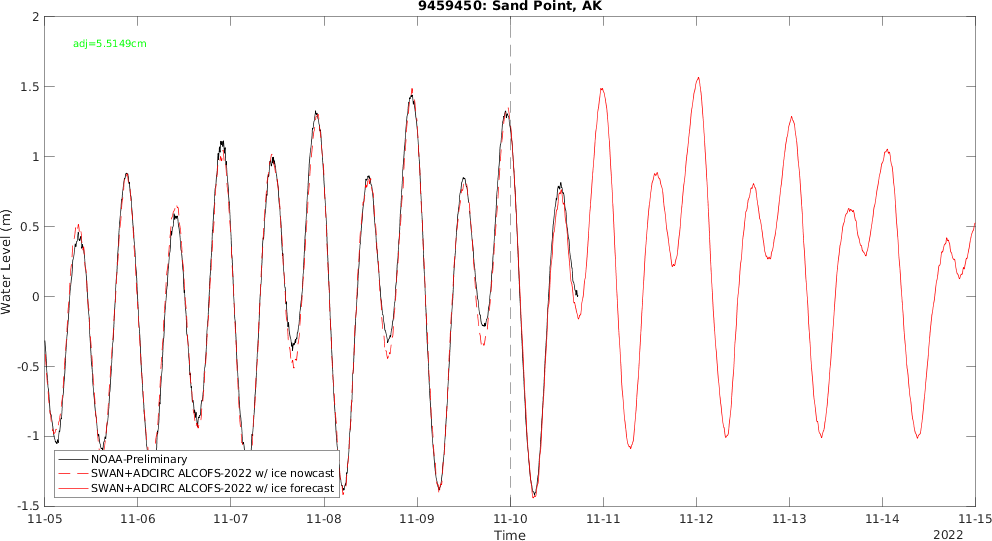 9459450: Sand Point, AK
adj=5.5149cm
Water Level (m)
2
1.5
1
0.5
0
-0.5
-1
-1.5
NOAA-Preliminary
SWAN+ADCIRC ALCOFS-2022 w/ ice nowcast
SWAN+ADCIRC ALCOFS-2022 w/ ice forecast
11-05 11-06 11-07 11-08 11-09 11-10 11-11 11-12 11-13 11-14 11-15
Time
2022